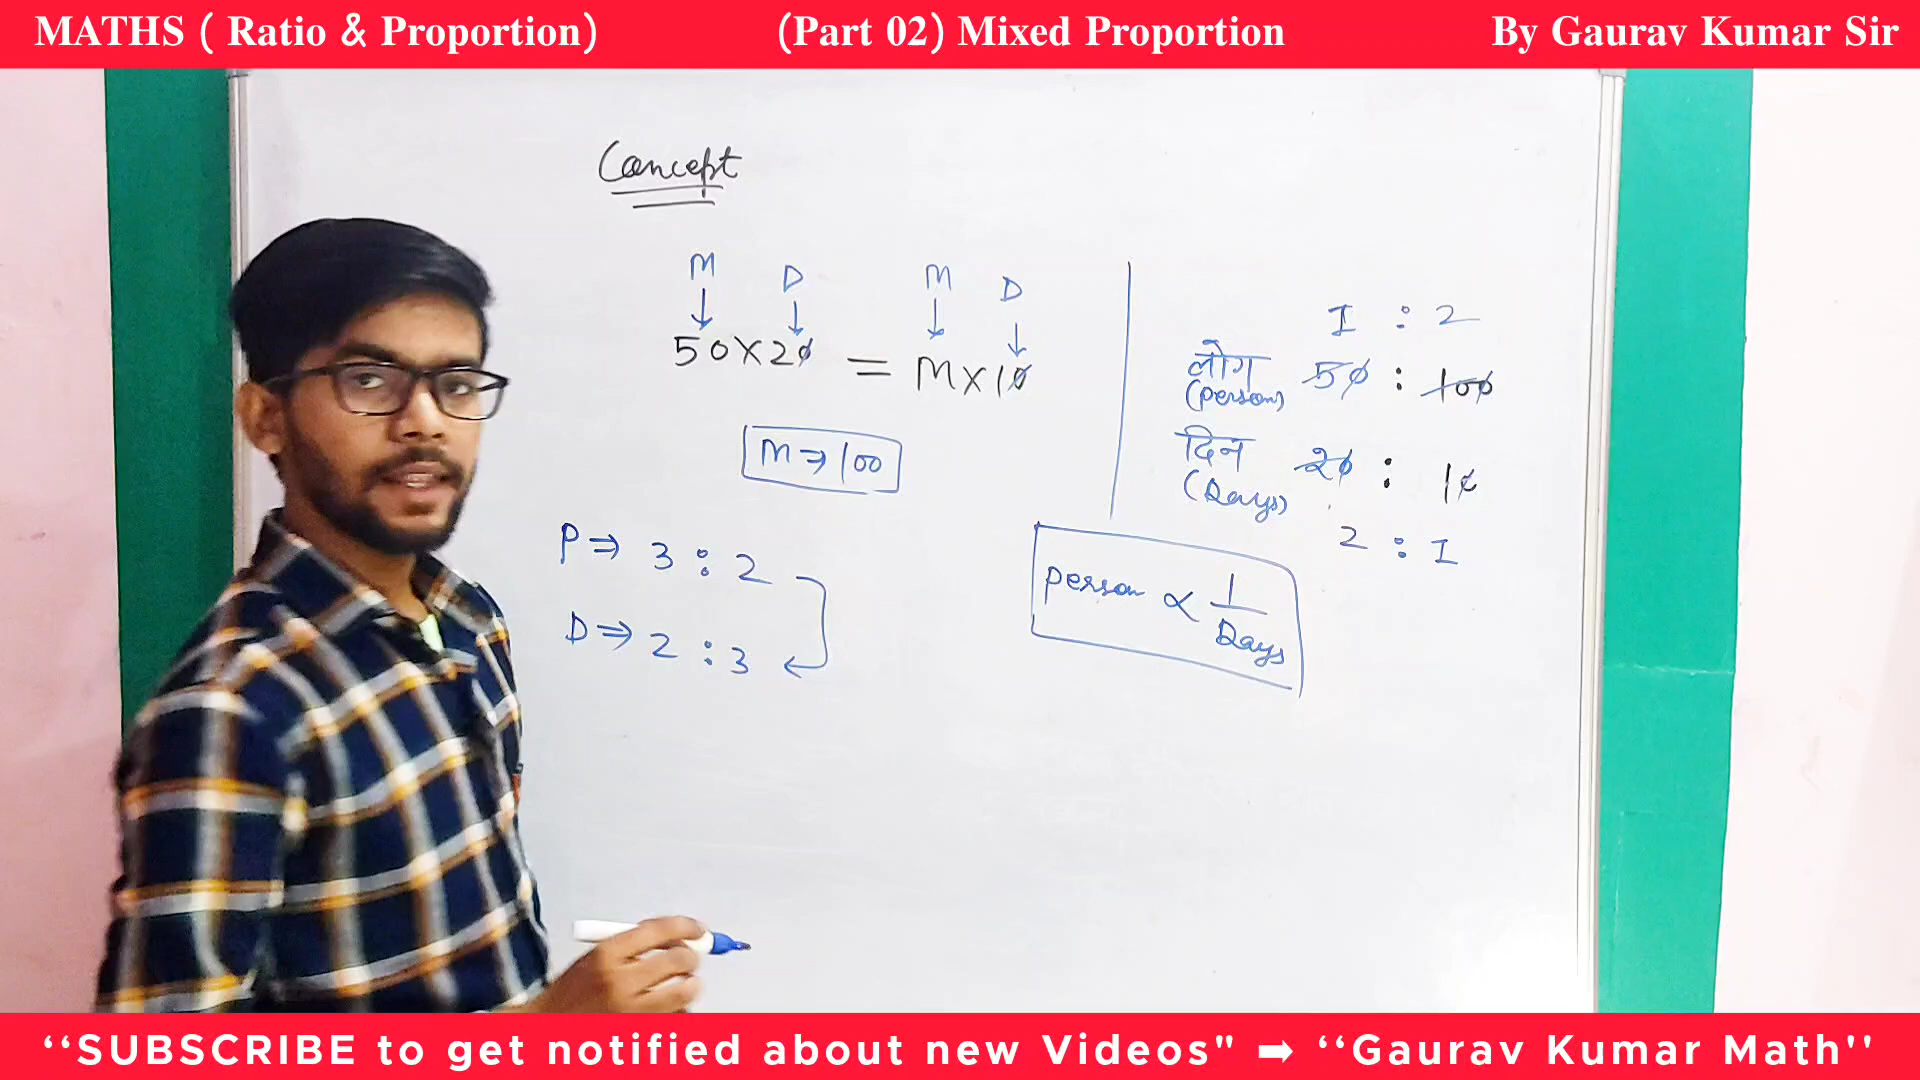 MATHS ( Ratio & Proportion) (Part 02) Mixed Proportion By Gaurav Kumar Sir
Concept
M D M D
50×20 = M×10
M ⇒ 100
P ⇒ 3 : 2
D ⇒ 2 : 3
1 : 2
लोग 50 : 100
(person)
दिन 20 : 10
(Days)
2 : 1
person ∝ 1/Days
‘‘SUBSCRIBE to get notified about new Videos" ➡ ‘‘Gaurav Kumar Math''